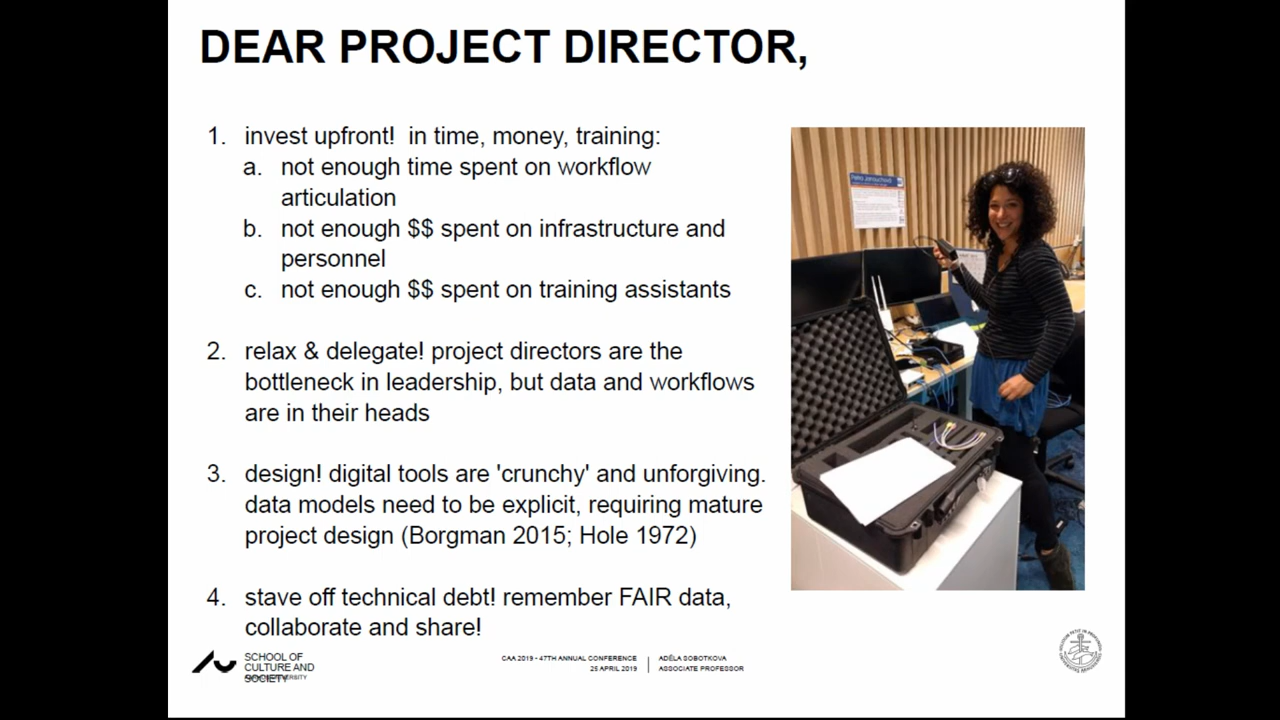 DEAR PROJECT DIRECTOR,
1. invest upfront! in time, money, training:
a. not enough time spent on workflow
articulation
b. not enough $$ spent on infrastructure and
personnel
c. not enough $$ spent on training assistants
2. relax & delegate! project directors are the
bottleneck in leadership, but data and workflows
are in their heads
3. design! digital tools are 'crunchy' and unforgiving.
data models need to be explicit, requiring mature
project design (Borgman 2015; Hole 1972)
4. stave off technical debt! remember FAIR data,
collaborate and share!
SCHOOL OF
CULTURE AND
SOCIETY
CAA 2019 - 47TH ANNUAL CONFERENCE
25 APRIL 2019
ADÉLA SOBOTKOVA
ASSOCIATE PROFESSOR